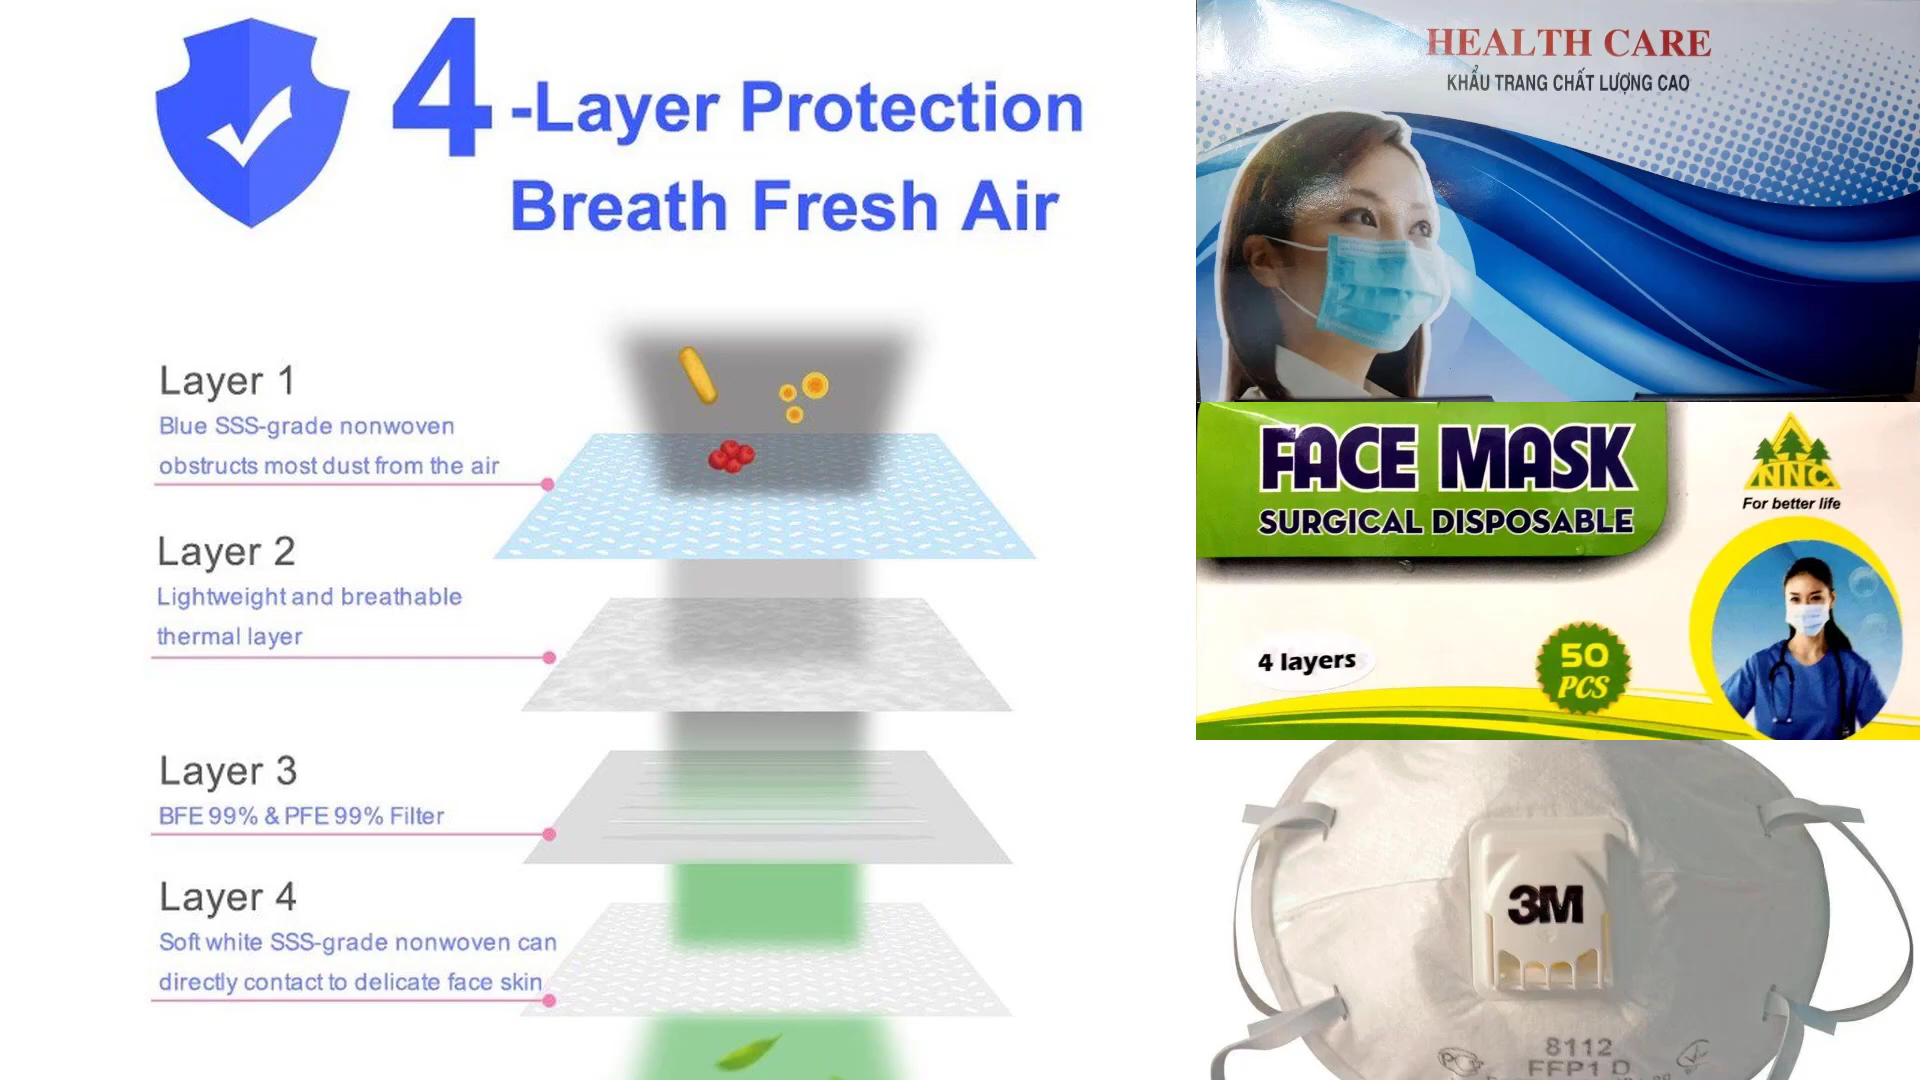 4-Layer Protection
Breath Fresh Air
Layer 1
Blue SSS-grade nonwoven
obstructs most dust from the air
Layer 2
Lightweight and breathable
thermal layer
Layer 3
BFE 99% & PFE 99% Filter
Layer 4
Soft white SSS-grade nonwoven can
directly contact to delicate face skin
HEALTH CARE
KHẨU TRANG CHẤT LƯỢNG CAO
FACE MASK
SURGICAL DISPOSABLE
NNC
For better life
4 layers
50
PCS
3M
8112
FFP1 D